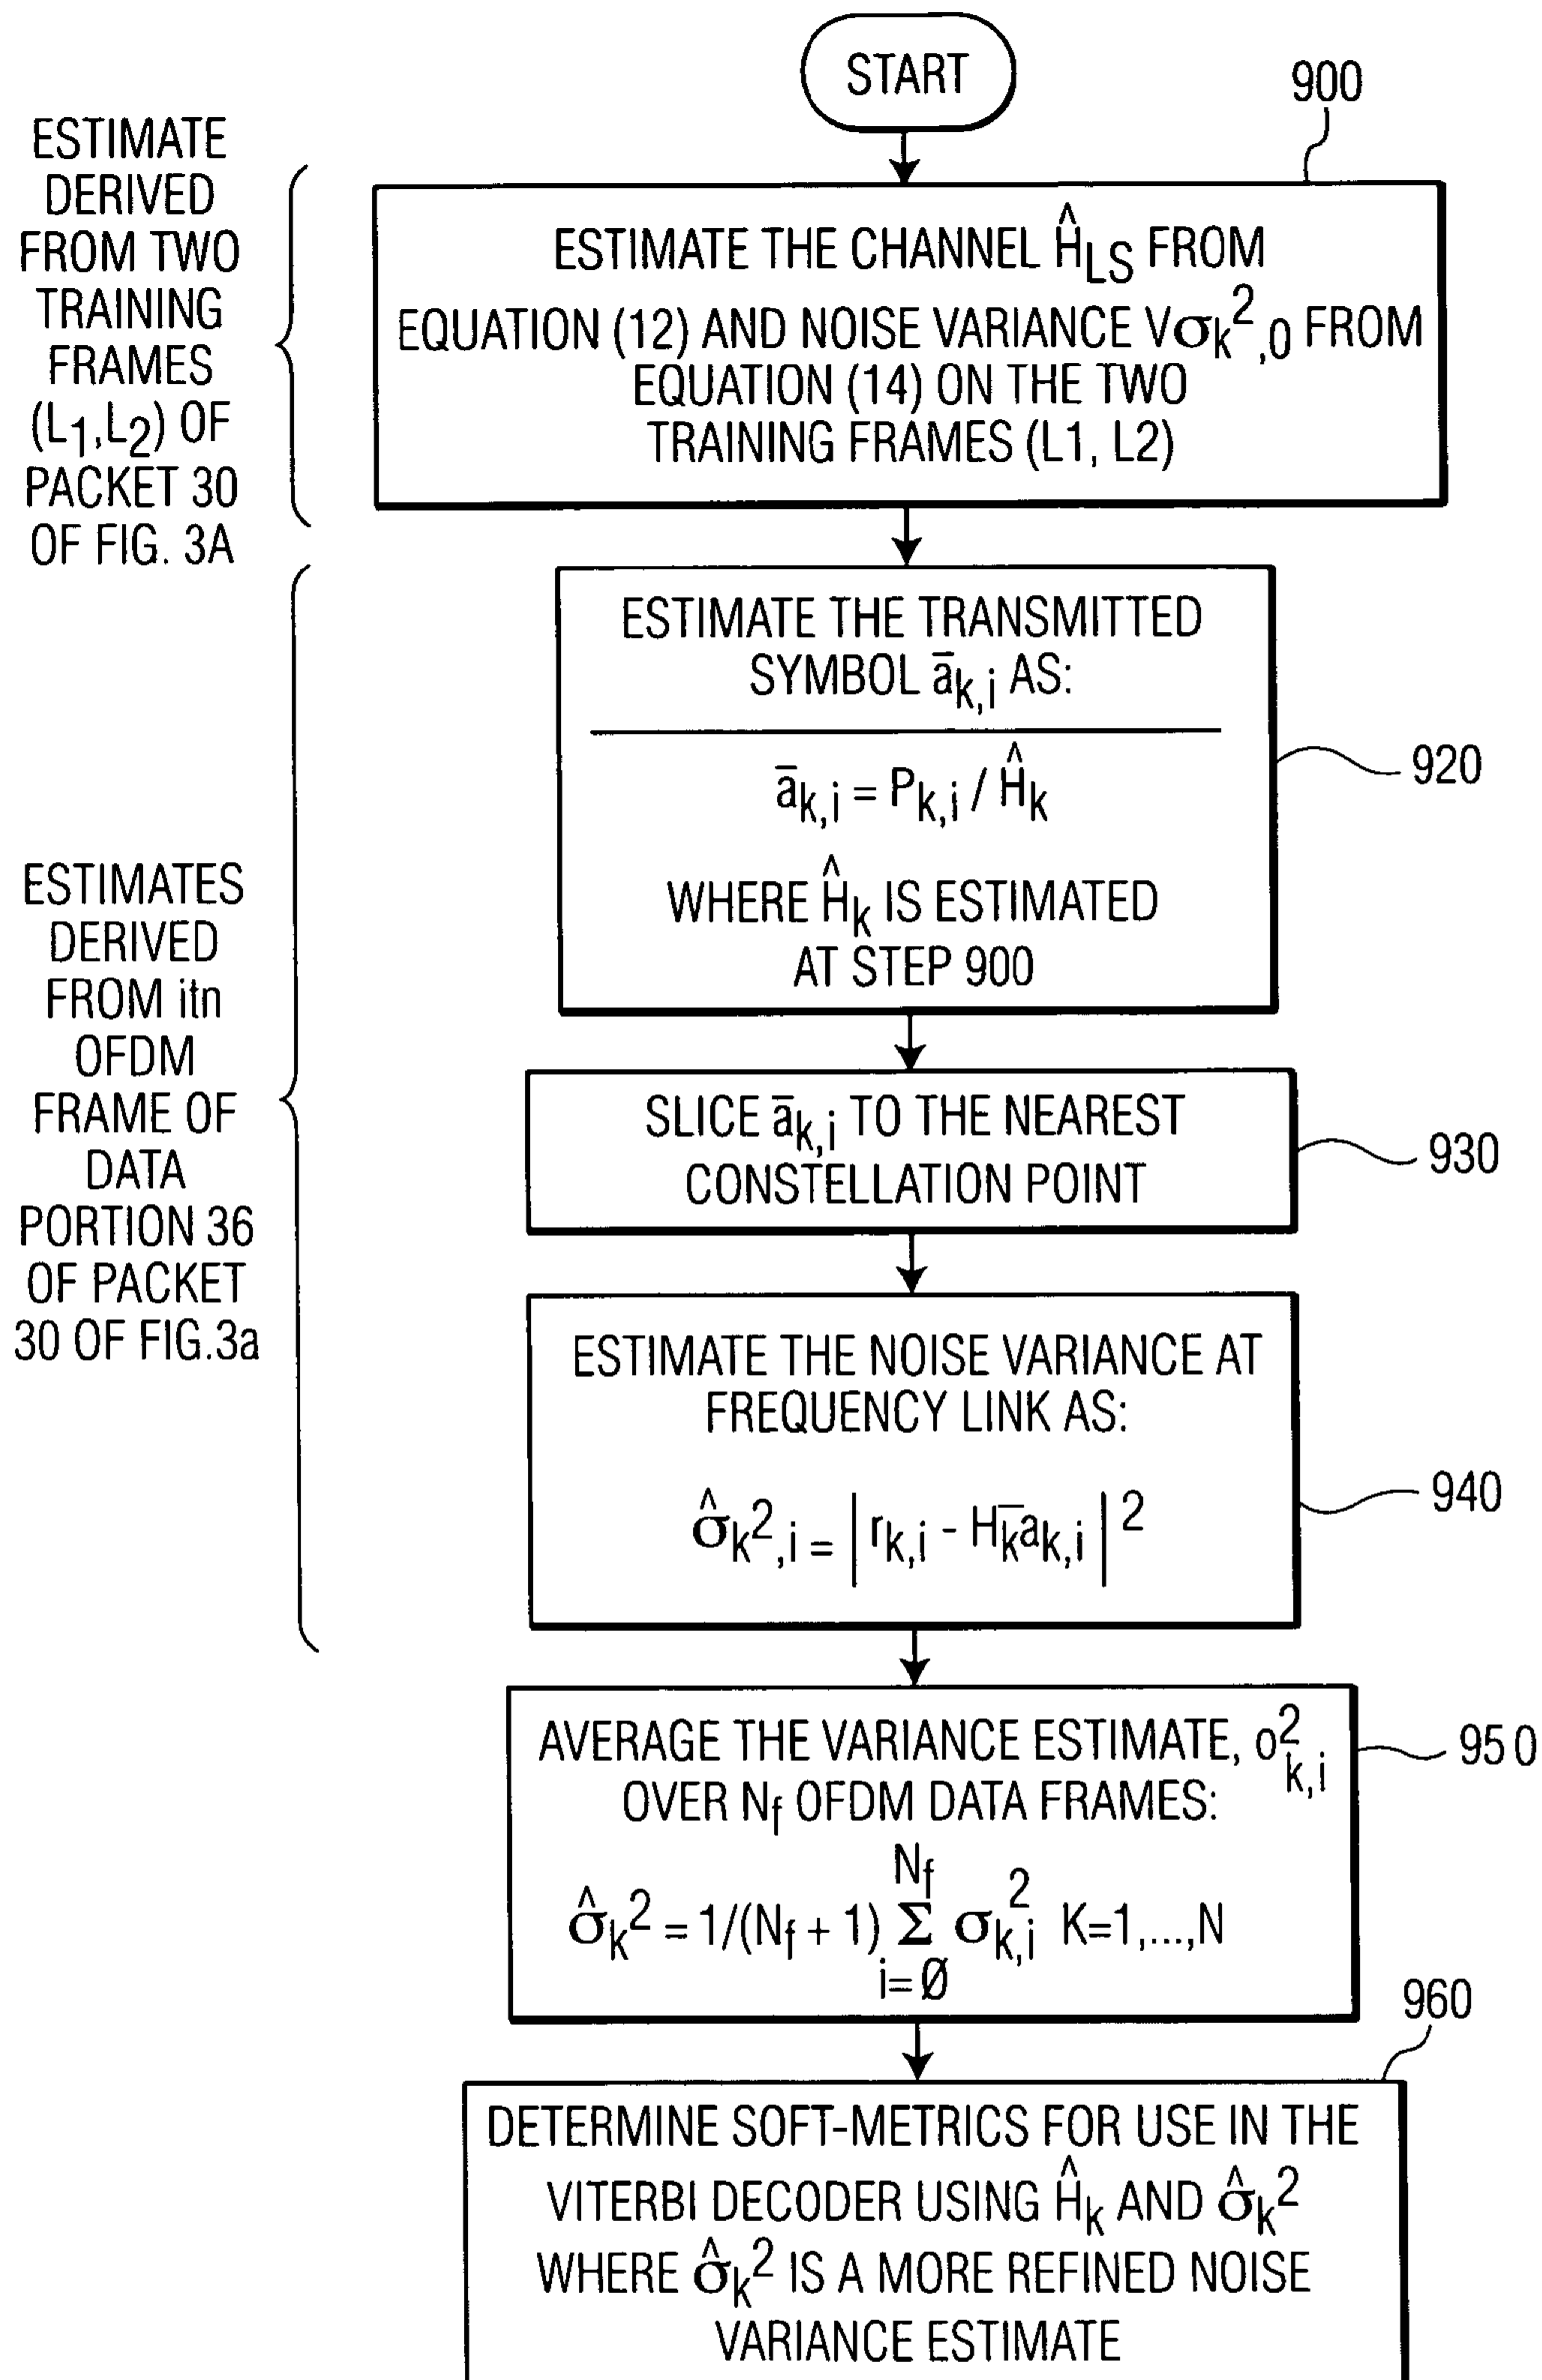 START
900
ESTIMATE
DERIVED
FROM TWO
TRAINING
FRAMES
(L1,L2) OF
PACKET 30
OF FIG. 3A
ESTIMATE THE CHANNEL ĤLS FROM
EQUATION (12) AND NOISE VARIANCE Vσk²,0 FROM
EQUATION (14) ON THE TWO
TRAINING FRAMES (L1, L2)
ESTIMATES
DERIVED
FROM itn
OFDM
FRAME OF
DATA
PORTION 36
OF PACKET
30 OF FIG.3a
ESTIMATE THE TRANSMITTED
SYMBOL āk,i AS:
āk,i = Pk,i / Ĥk
WHERE Ĥk IS ESTIMATED
AT STEP 900
920
SLICE āk,i TO THE NEAREST
CONSTELLATION POINT
930
ESTIMATE THE NOISE VARIANCE AT
FREQUENCY LINK AS:
σ̂k²,i = | rk,i - Hk̅ak,i | ²
940
AVERAGE THE VARIANCE ESTIMATE, o²k,i
OVER Nf OFDM DATA FRAMES:
Nf
σ̂k² = 1/(Nf + 1) Σ σ²k,i K=1,...,N
i=Ø
950
960
DETERMINE SOFT-METRICS FOR USE IN THE
VITERBI DECODER USING Ĥk AND σ̂k²
WHERE σ̂k² IS A MORE REFINED NOISE
VARIANCE ESTIMATE